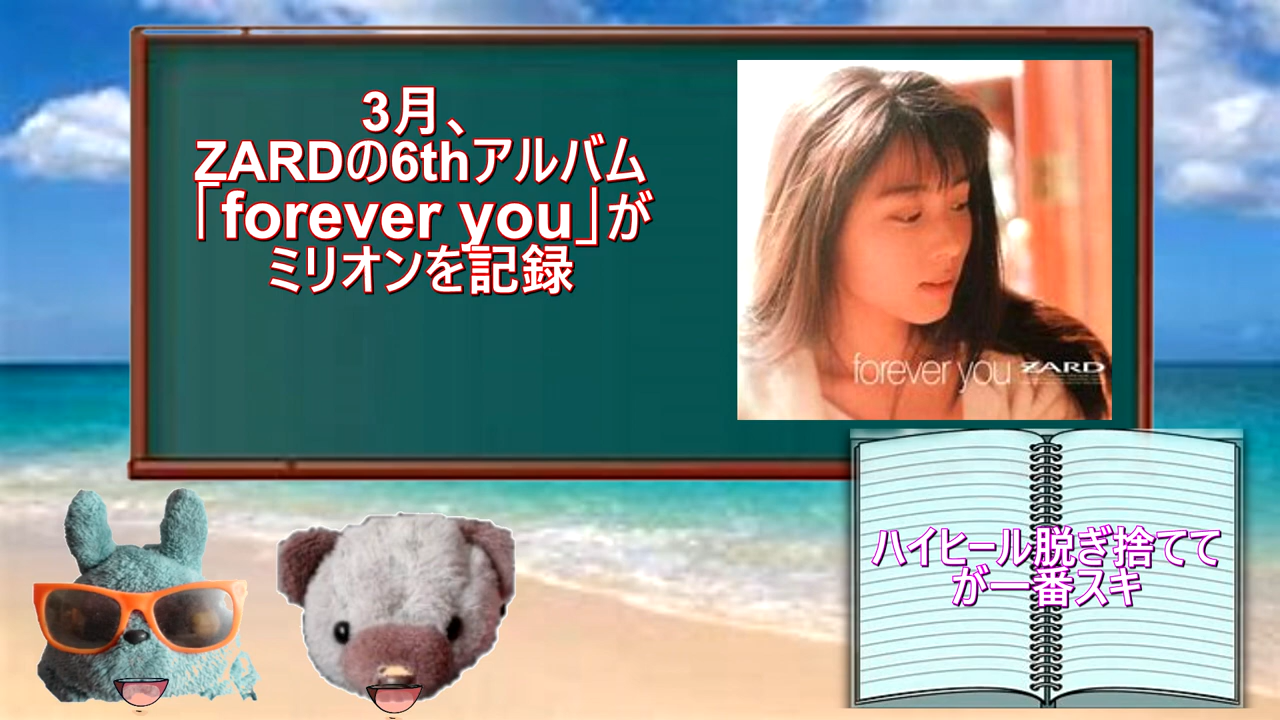 3月、
ZARDの6thアルバム
「forever you」が
ミリオンを記録
forever you ZARD
ハイヒール脱ぎ捨てて
が一番スキ